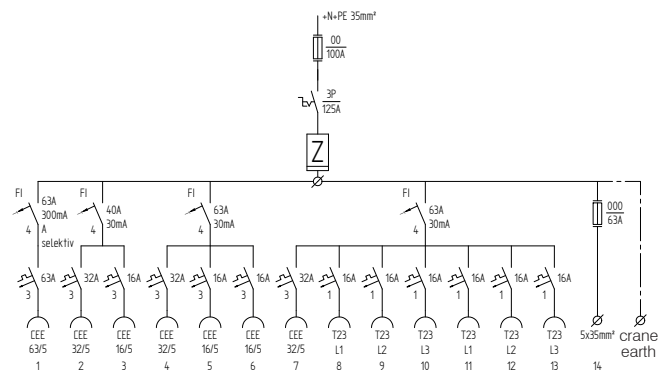 +N+PE 35mm²
00
100A
3P
125A
Z
FI
63A
300mA
4
A
selektiv
FI
40A
30mA
4
FI
63A
30mA
4
FI
63A
30mA
4
000
63A
63A 32A 16A 32A 16A 16A 32A 16A 16A 16A 16A 16A 16A
3 3 3 3 3 3 3 1 1 1 1 1 1
CEE CEE CEE CEE CEE CEE CEE T23 T23 T23 T23 T23 T23 5x35mm² crane
63/5 32/5 16/5 32/5 16/5 16/5 32/5 L1 L2 L3 L1 L2 L3 earth
1 2 3 4 5 6 7 8 9 10 11 12 13 14